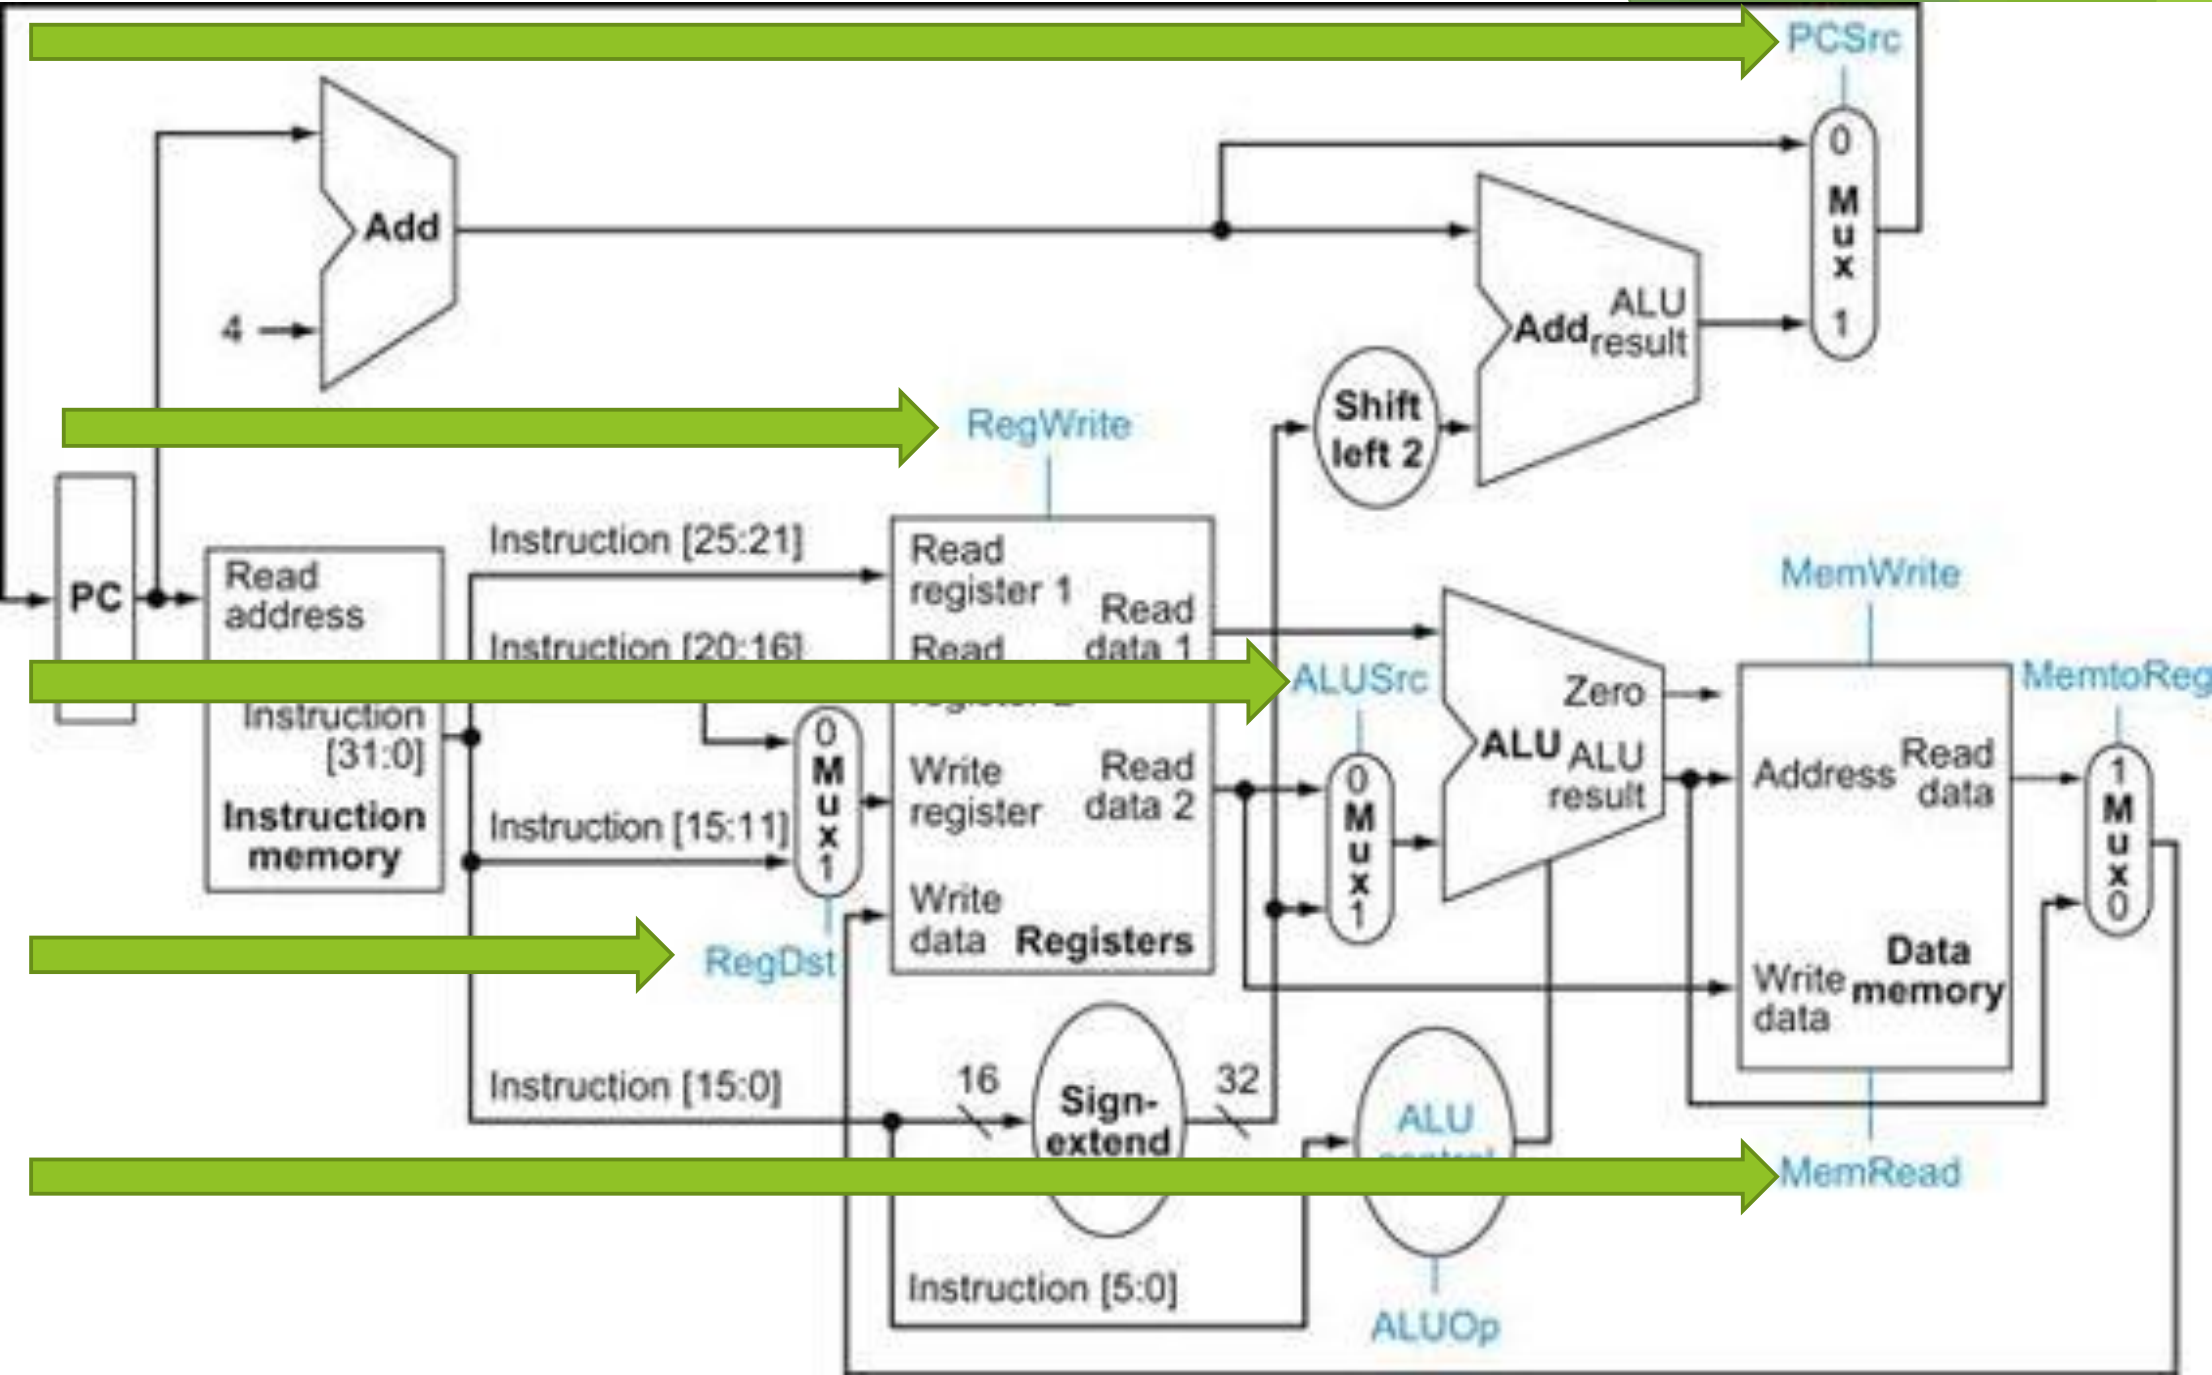 PCSrc
0
M
u
x
1
Add
4
Add
ALU
result
Shift
left 2
RegWrite
PC
Read
address
Instruction
[31:0]
Instruction
memory
Instruction [25:21]
Instruction [20:16]
Instruction [15:11]
Instruction [15:0]
Instruction [5:0]
0
M
u
x
1
RegDst
Read
register 1
Read
Write
register
Write
data
Read
data 1
Read
data 2
Registers
16
Sign-
extend
32
ALUSrc
0
M
u
x
1
ALU
Zero
ALU
result
ALU
ALUOp
MemWrite
Address
Read
data
Write
data
Data
memory
MemRead
MemtoReg
1
M
u
x
0